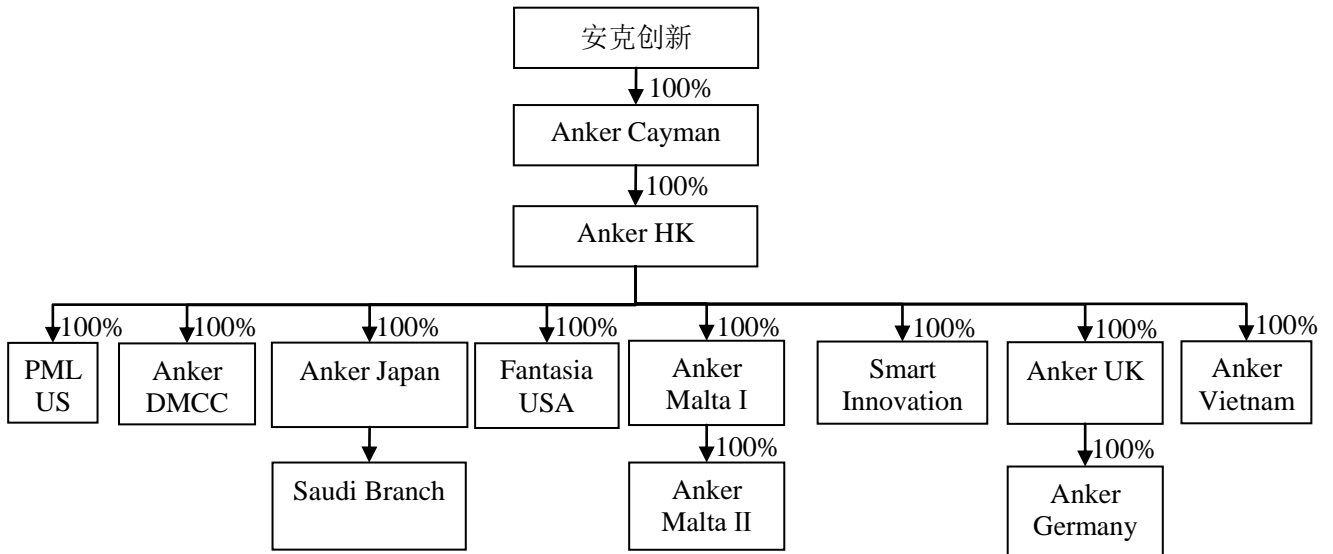 安克创新
100%
Anker Cayman
100%
Anker HK
100%
100%
100%
100%
100%
100%
100%
100%
PML
US
Anker
DMCC
Anker Japan
Fantasia
USA
Anker
Malta I
Smart
Innovation
Anker UK
Anker
Vietnam
100%
100%
Saudi Branch
Anker
Malta II
Anker
Germany